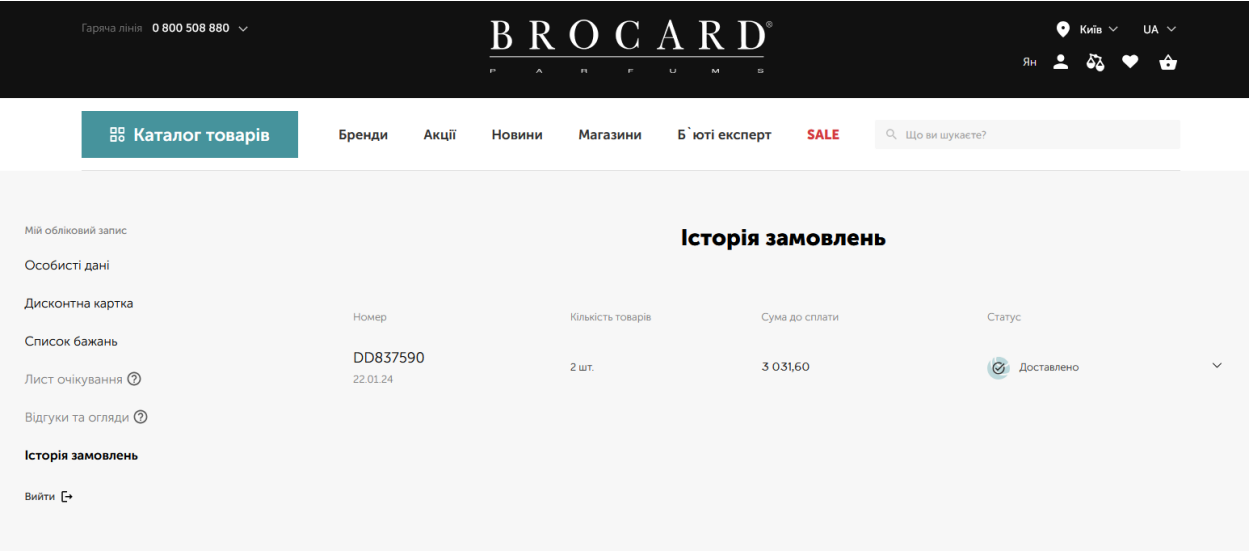 Гаряча лінія 0 800 508 880
BROCARD®
PARFUMS
Київ UA
Ян
Каталог товарів Бренди Акції Новини Магазини Б`юті експерт SALE Що ви шукаєте?
Мій обліковий запис
Особисті дані
Дисконтна картка
Список бажань
Лист очікування ?
Відгуки та огляди ?
Історія замовлень
Вийти
Історія замовлень
Номер Кількість товарів Сума до сплати Статус
DD837590 2 шт. 3 031,60 Доставлено
22.01.24